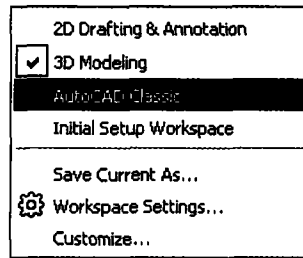 2D Drafting & Annotation
3D Modeling
AutoCAD Classic
Initial Setup Workspace
Save Current As...
Workspace Settings...
Customize...